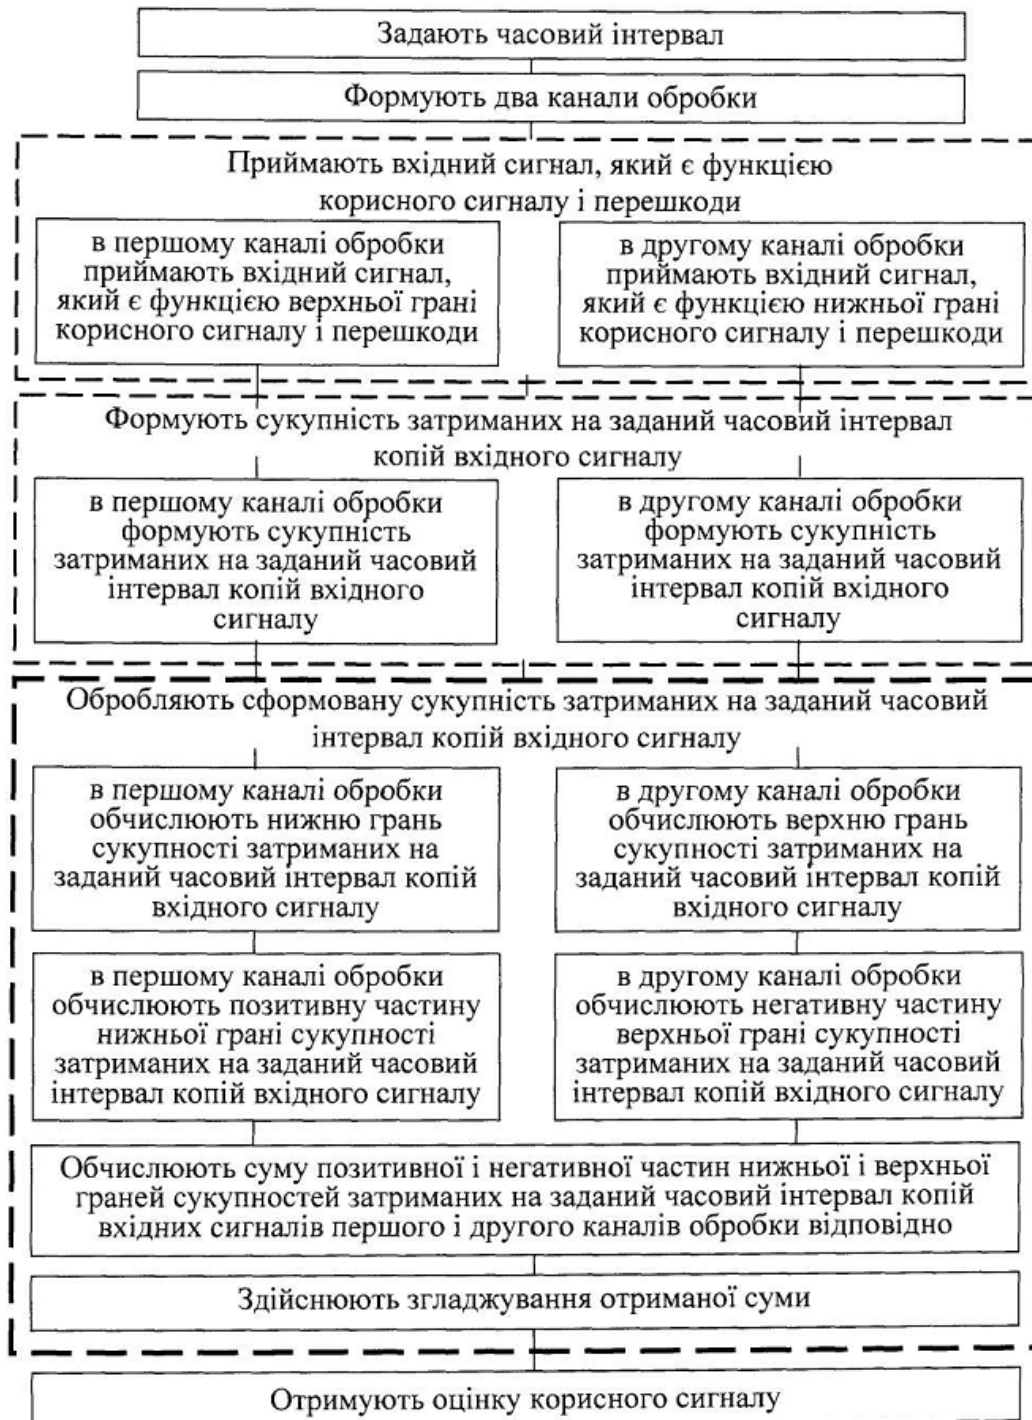 Задають часовий інтервал
Формують два канали обробки
Приймають вхідний сигнал, який є функцією
корисного сигналу і перешкоди
в першому каналі обробки
приймають вхідний сигнал,
який є функцією верхньої грані
корисного сигналу і перешкоди
в другому каналі обробки
приймають вхідний сигнал,
який є функцією нижньої грані
корисного сигналу і перешкоди
Формують сукупність затриманих на заданий часовий інтервал
копій вхідного сигналу
в першому каналі обробки
формують сукупність
затриманих на заданий часовий
інтервал копій вхідного
сигналу
в другому каналі обробки
формують сукупність
затриманих на заданий часовий
інтервал копій вхідного
сигналу
Обробляють сформовану сукупність затриманих на заданий часовий
інтервал копій вхідного сигналу
в першому каналі обробки
обчислюють нижню грань
сукупності затриманих на
заданий часовий інтервал копій
вхідного сигналу
в другому каналі обробки
обчислюють верхню грань
сукупності затриманих на
заданий часовий інтервал копій
вхідного сигналу
в першому каналі обробки
обчислюють позитивну частину
нижньої грані сукупності
затриманих на заданий часовий
інтервал копій вхідного сигналу
в другому каналі обробки
обчислюють негативну частину
верхньої грані сукупності
затриманих на заданий часовий
інтервал копій вхідного сигналу
Обчислюють суму позитивної і негативної частин нижньої і верхньої
граней сукупностей затриманих на заданий часовий інтервал копій
вхідних сигналів першого і другого каналів обробки відповідно
Здійснюють згладжування отриманої суми
Отримують оцінку корисного сигналу